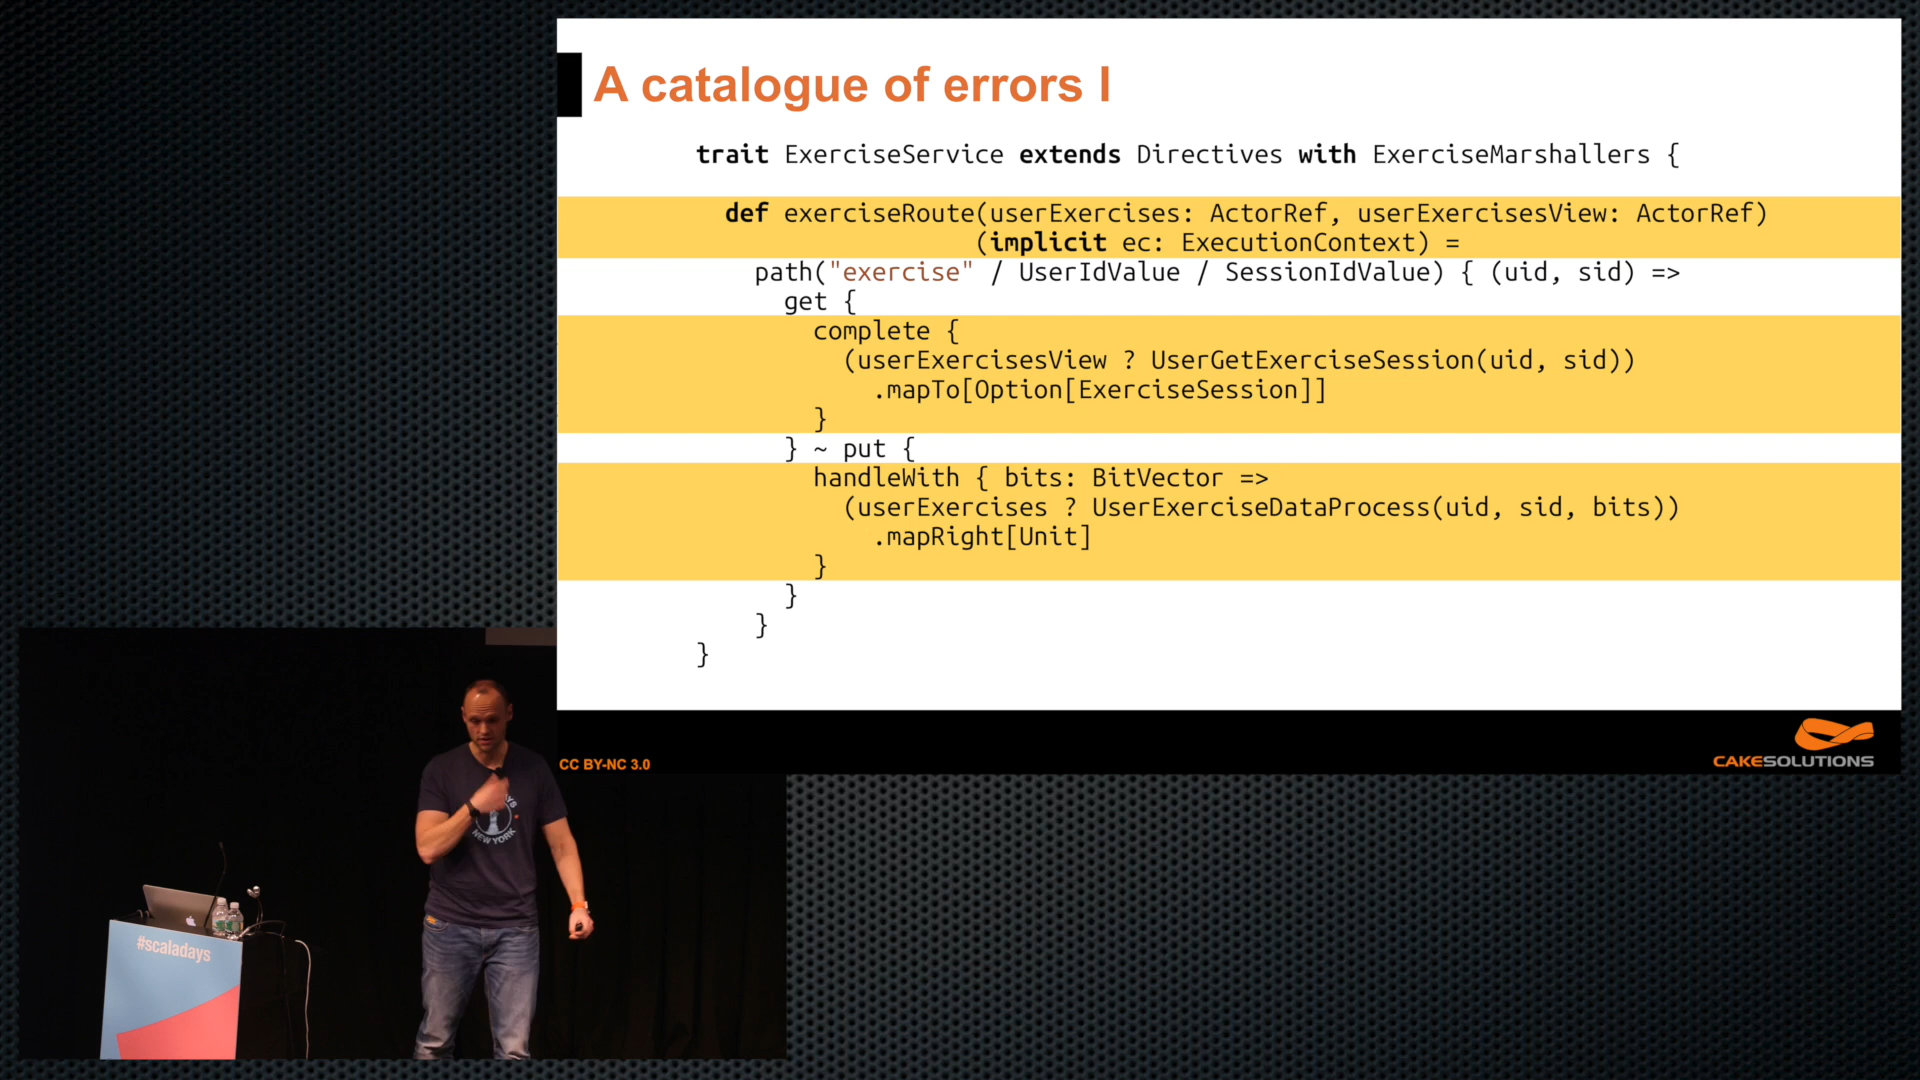 A catalogue of errors I
trait ExerciseService extends Directives with ExerciseMarshallers {
def exerciseRoute(userExercises: ActorRef, userExercisesView: ActorRef)
(implicit ec: ExecutionContext) =
path("exercise" / UserIdValue / SessionIdValue) { (uid, sid) =>
get {
complete {
(userExercisesView ? UserGetExerciseSession(uid, sid))
.mapTo[Option[ExerciseSession]]
}
} ~ put {
handleWith { bits: BitVector =>
(userExercises ? UserExerciseDataProcess(uid, sid, bits))
.mapRight[Unit]
}
}
}
}
CC BY-NC 3.0
CAKESOLUTIONS
NEW YORK
#scaladays